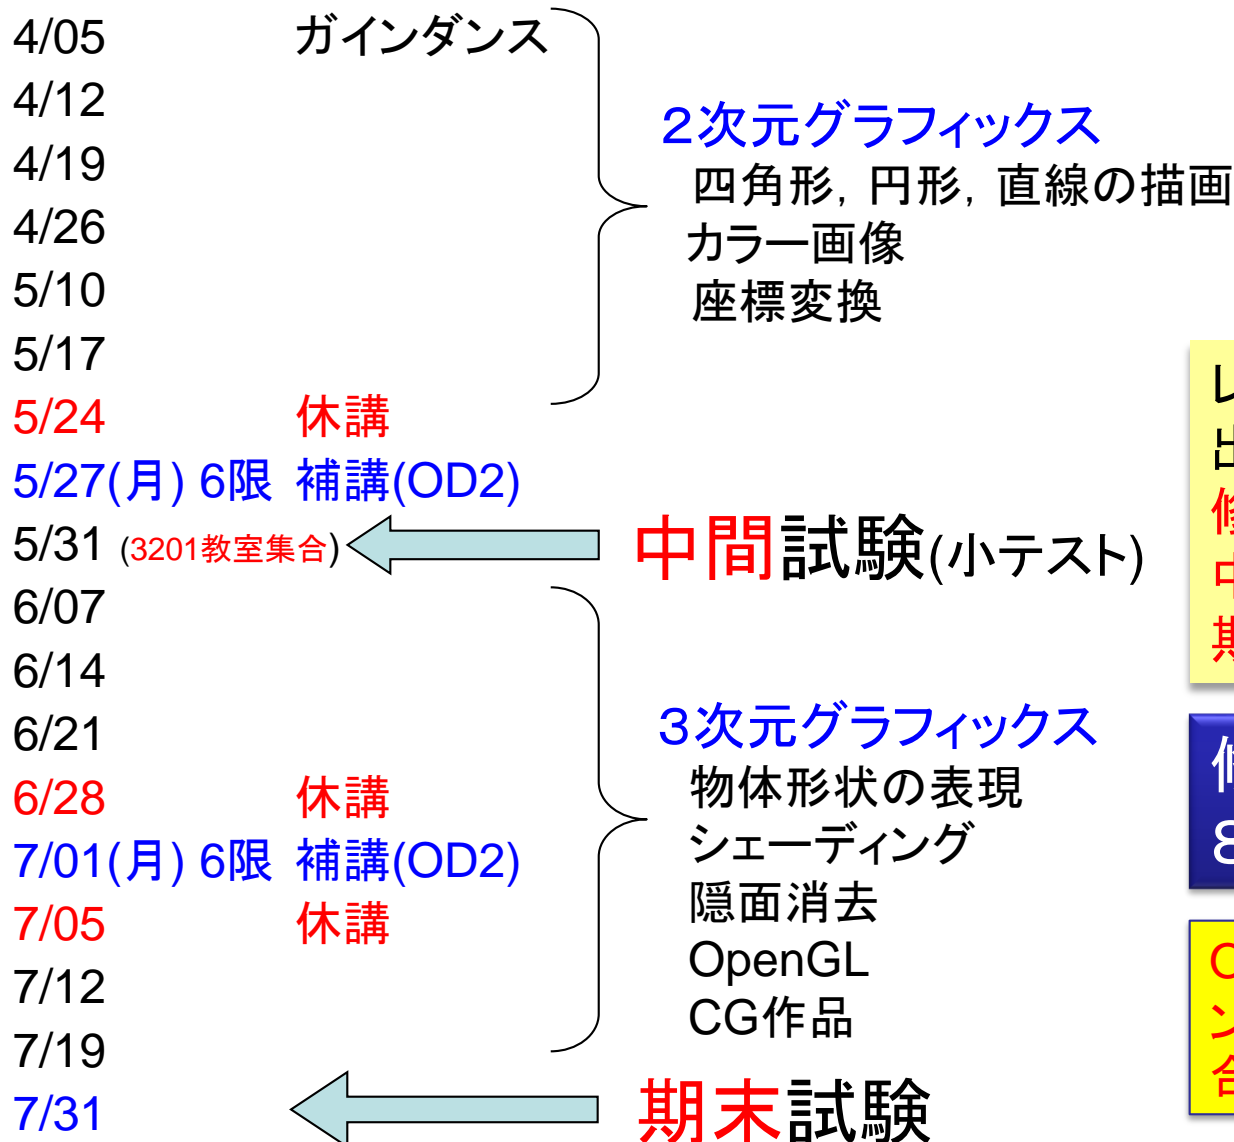 4/05 ガインダンス
4/12
4/19
4/26
5/10
5/17
5/24 休講
5/27(月) 6限 補講(OD2)
5/31 (3201教室集合)
6/07
6/14
6/21
6/28 休講
7/01(月) 6限 補講(OD2)
7/05 休講
7/12
7/19
7/31
２次元グラフィックス
四角形, 円形, 直線の描画
カラー画像
座標変換
中間試験(小テスト)
３次元グラフィックス
物体形状の表現
シェーディング
隠面消去
OpenGL
CG作品
期末試験
レ
出
修
中
期
ン
合